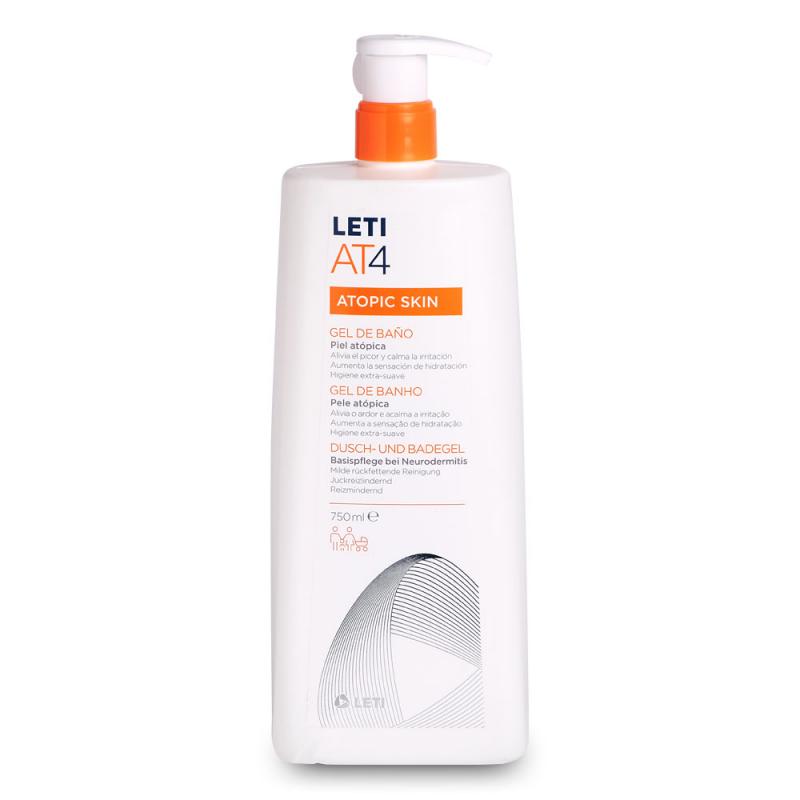 LETI
AT4
ATOPIC SKIN
GEL DE BAÑO
Piel atópica
Alivia el picor y calma la irritación
Aumenta la sensación de hidratación
Higiene extra-suave
GEL DE BANHO
Pele atópica
Alivia o ardor e acalma a irritação
Aumenta a sensação de hidratação
Higiene extra-suave
DUSCH- UND BADEGEL
Basispflege bei Neurodermitis
Milde rückfettende Reinigung
Juckreizlindernd
Reizmindernd
750 ml ℮
LETI